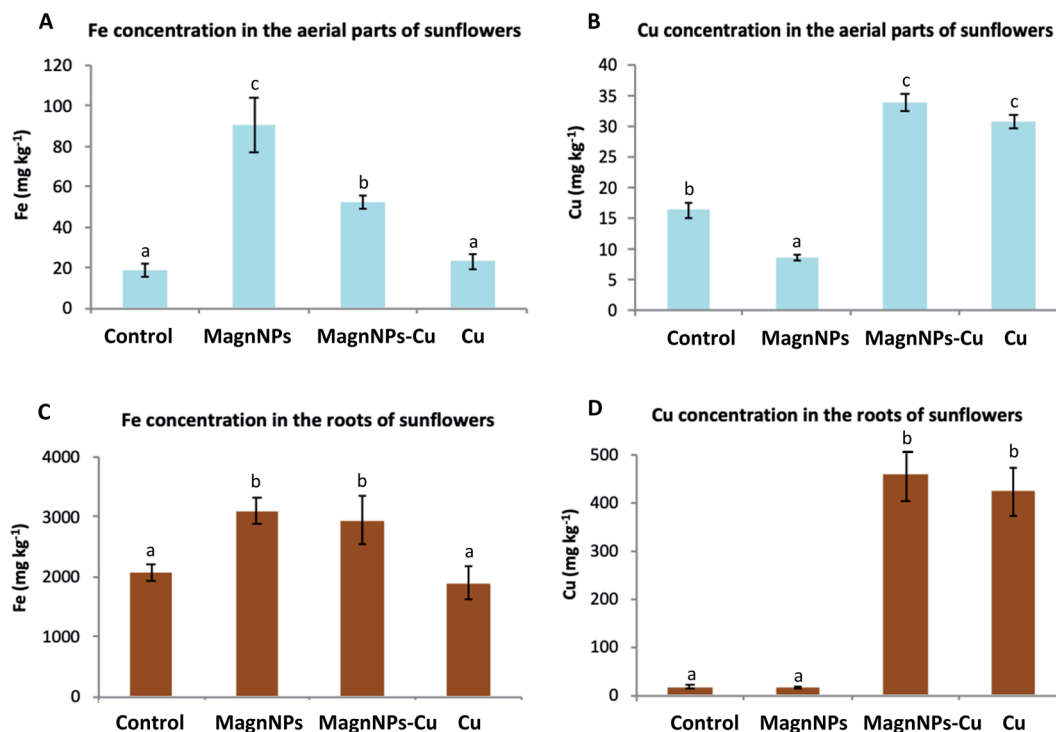 A
Fe concentration in the aerial parts of sunflowers
Fe (mg kg⁻¹)
120
100
80
60
40
20
0
a
c
b
a
Control MagnNPs MagnNPs-Cu Cu
B
Cu concentration in the aerial parts of sunflowers
Cu (mg kg⁻¹)
40
35
30
25
20
15
10
5
0
b
a
c
c
Control MagnNPs MagnNPs-Cu Cu
C
Fe concentration in the roots of sunflowers
Fe (mg kg⁻¹)
4000
3000
2000
1000
0
a
b
b
a
Control MagnNPs MagnNPs-Cu Cu
D
Cu concentration in the roots of sunflowers
Cu (mg kg⁻¹)
500
400
300
200
100
0
a
a
b
b
Control MagnNPs MagnNPs-Cu Cu